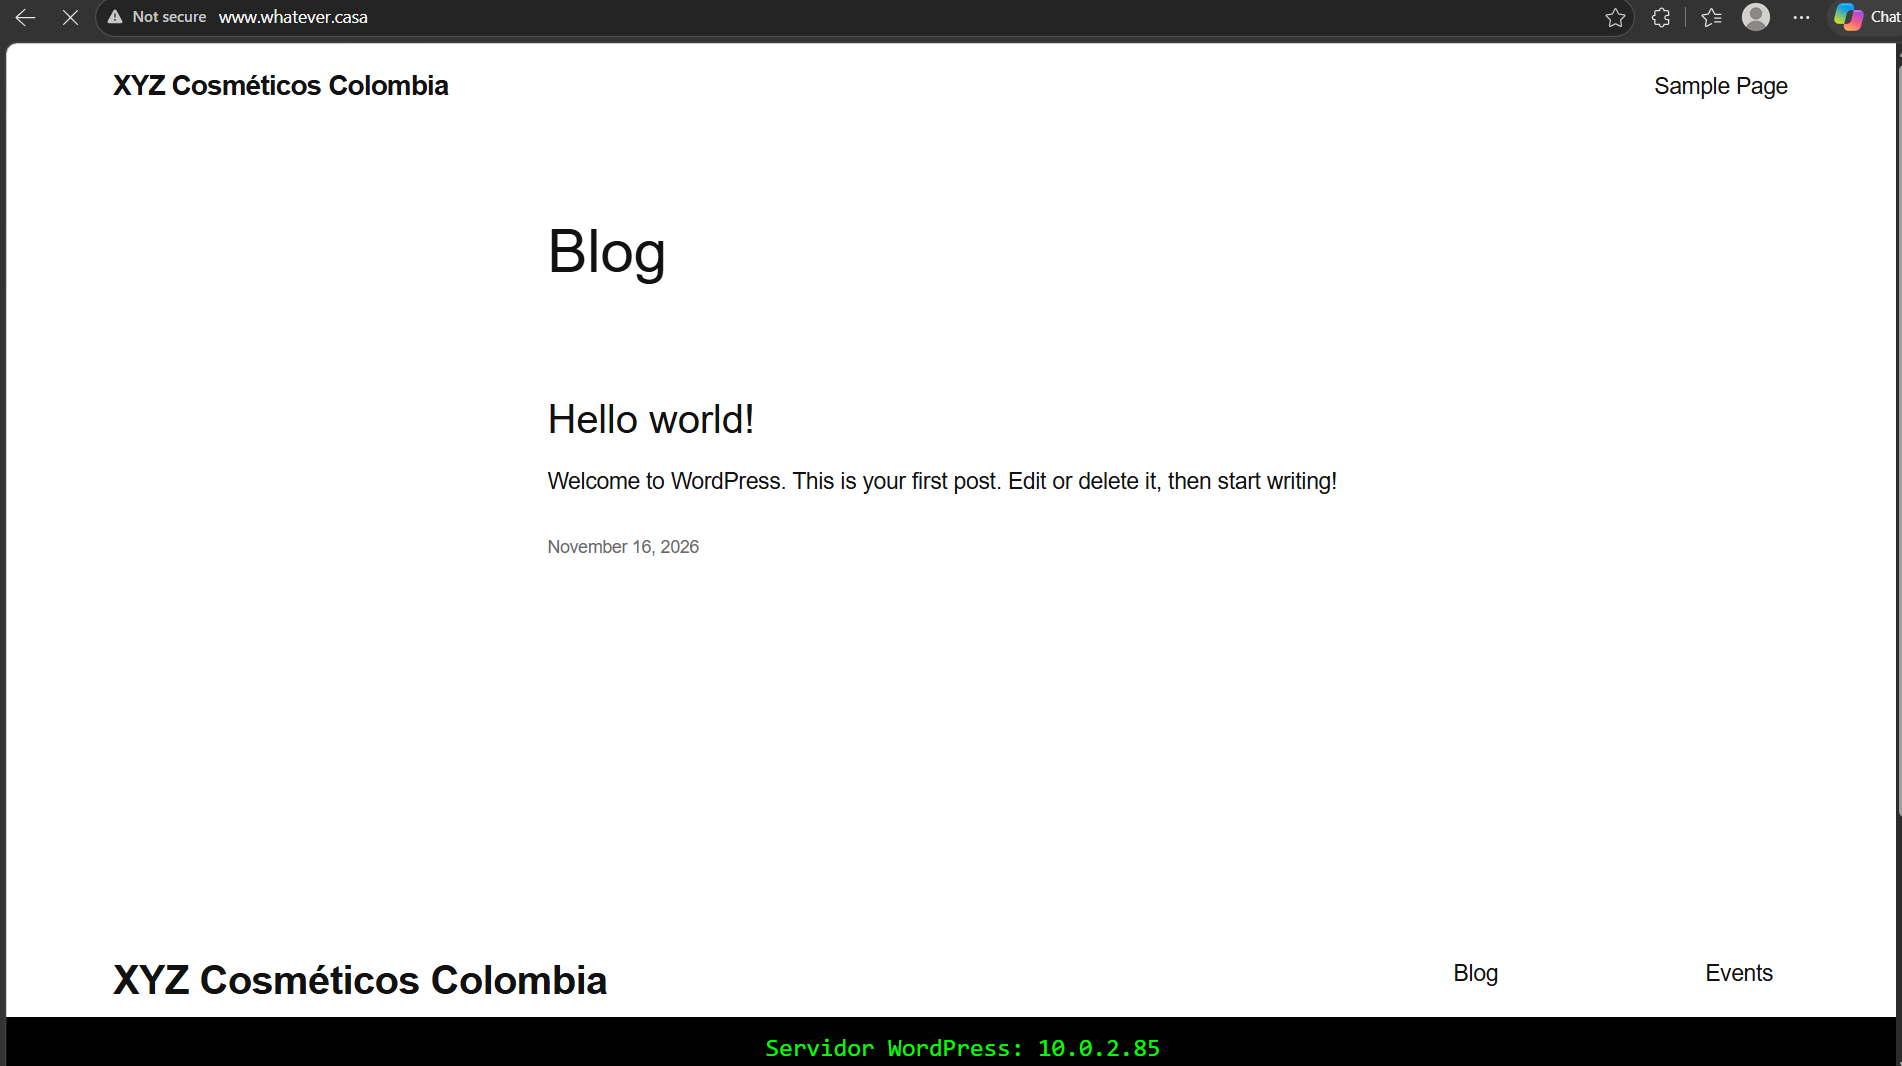 Not secure www.whatever.casa
Chat
XYZ Cosméticos Colombia
Sample Page
Blog
Hello world!
Welcome to WordPress. This is your first post. Edit or delete it, then start writing!
November 16, 2026
XYZ Cosméticos Colombia
Blog
Events
Servidor WordPress: 10.0.2.85